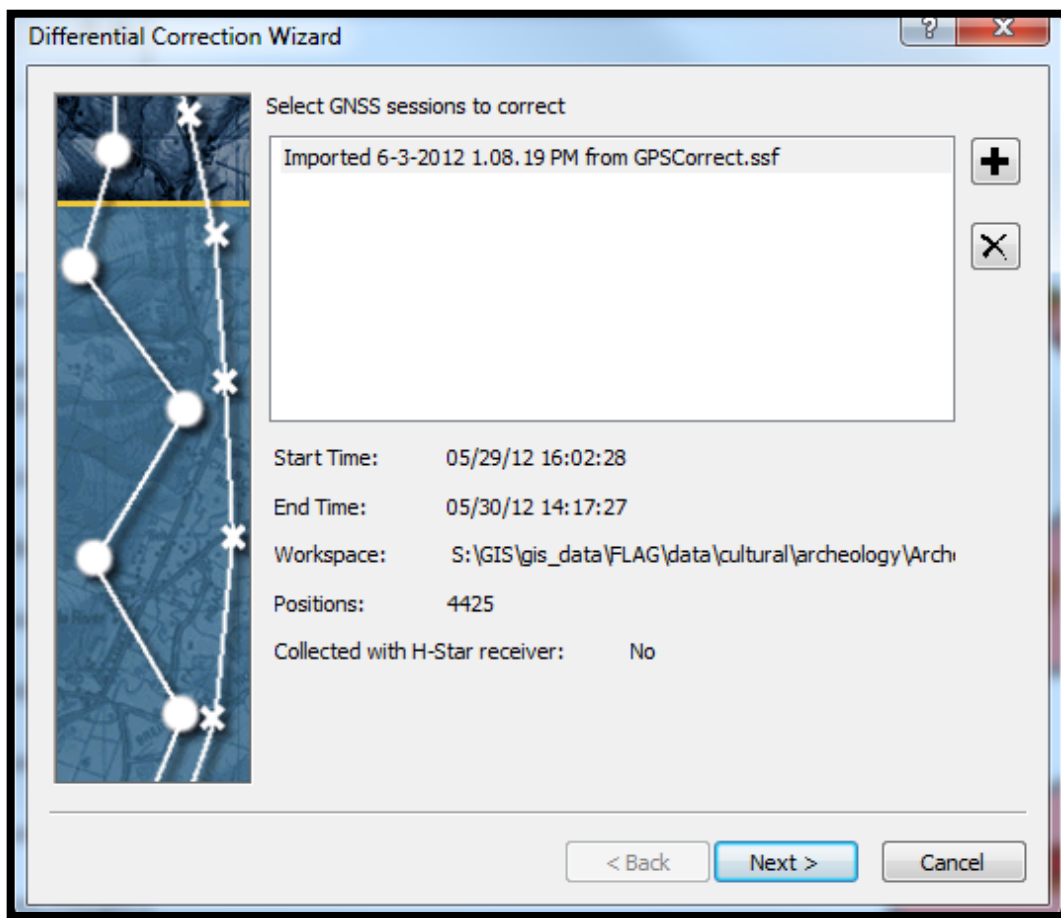 Differential Correction Wizard
?
X
Select GNSS sessions to correct
Imported 6-3-2012 1.08.19 PM from GPSCorrect.ssf
Start Time: 05/29/12 16:02:28
End Time: 05/30/12 14:17:27
Workspace: S:\GIS\gis_data\FLAG\data\cultural\archeology\Arch
Positions: 4425
Collected with H-Star receiver: No
< Back
Next >
Cancel